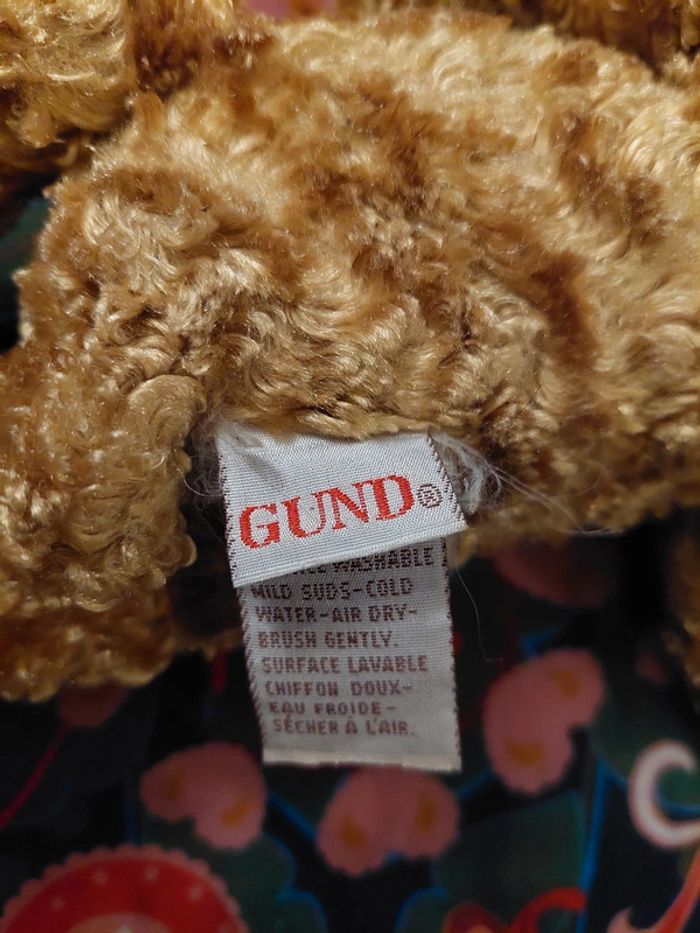 GUND®
WASHABLE
MILD SUDS-COLD
WATER-AIR DRY-
BRUSH GENTLY.
SURFACE LAVABLE
CHIFFON DOUX-
EAU FROIDE-
SÉCHER À L'AIR.